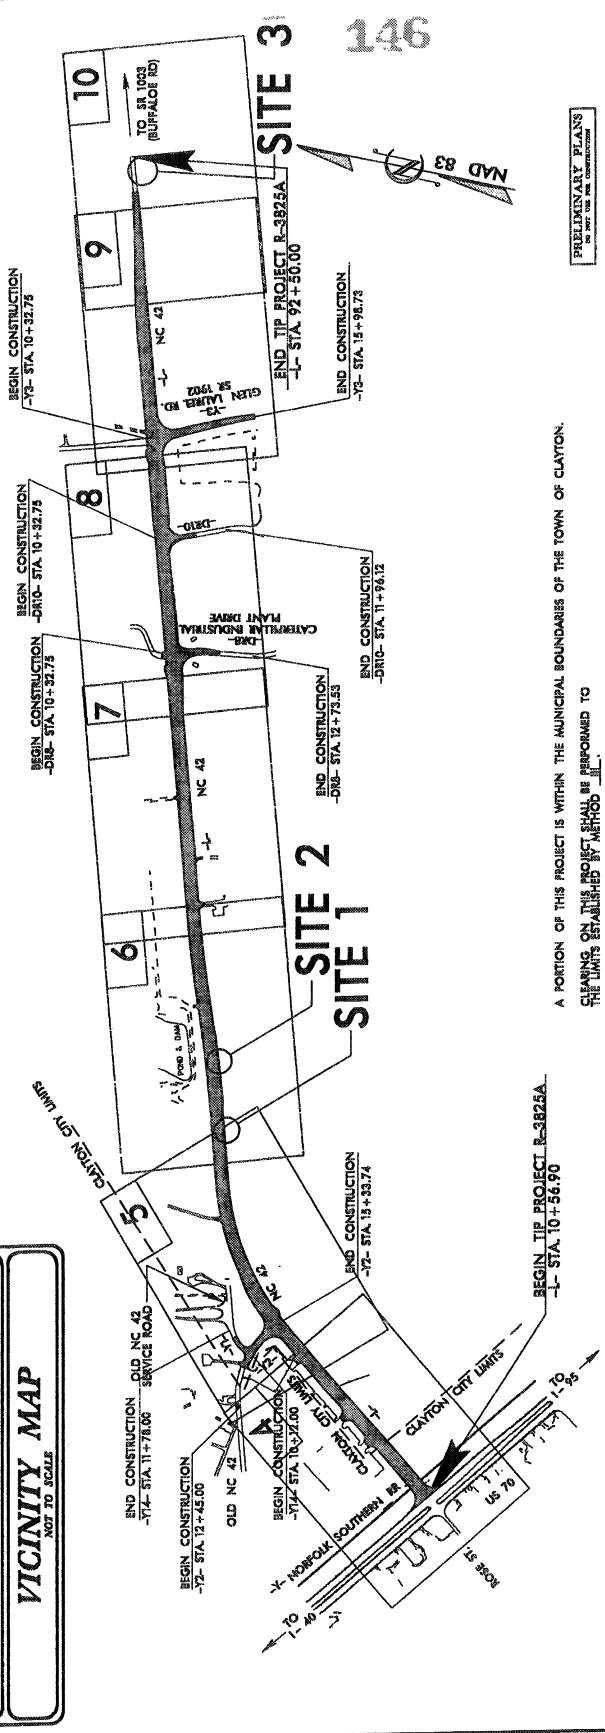 146
VICINITY MAP
NOT TO SCALE
10
TO SR 1003
(BUFFALOE RD)
SITE 3
NAD 83
PRELIMINARY PLANS
DO NOT USE FOR CONSTRUCTION
9
NC 42
-L-
END TIP PROJECT R-3825A
-L- STA. 92+50.00
BEGIN CONSTRUCTION
-Y3- STA. 10+32.75
GLEN LAUREL RD.
SR 1902
-Y3-
END CONSTRUCTION
-Y3- STA. 15+98.73
8
BEGIN CONSTRUCTION
-DR10- STA. 10+32.75
-DR10-
END CONSTRUCTION
-DR10- STA. 11+96.12
BEGIN CONSTRUCTION
-DR8- STA. 10+32.75
CATERPILLAR INDUSTRIAL
PLANT DRIVE
-DR8-
END CONSTRUCTION
-DR8- STA. 12+73.53
7
NC 42
-L-
6
SITE 2
SITE 1
POND & DAM
CLAYTON CITY LIMITS
5
END CONSTRUCTION
-Y14- STA. 11+78.00
OLD NC 42
SERVICE ROAD
NC 42
END CONSTRUCTION
-Y2- STA. 15+33.74
BEGIN CONSTRUCTION
-Y2- STA. 12+45.00
OLD NC 42
BEGIN CONSTRUCTION
-Y14- STA. 10+12.00
4
-Y2-
CLAYTON CITY LIMITS
-L-
CLAYTON CITY LIMITS
BEGIN TIP PROJECT R-3825A
-L- STA. 10+56.90
-Y- NORFOLK SOUTHERN RR
TO
I-95
US 70
ROSE ST.
TO
I-40
-Y1-
A PORTION OF THIS PROJECT IS WITHIN THE MUNICIPAL BOUNDARIES OF THE TOWN OF CLAYTON.
CLEARING ON THIS PROJECT SHALL BE PERFORMED TO
THE LIMITS ESTABLISHED BY METHOD III.